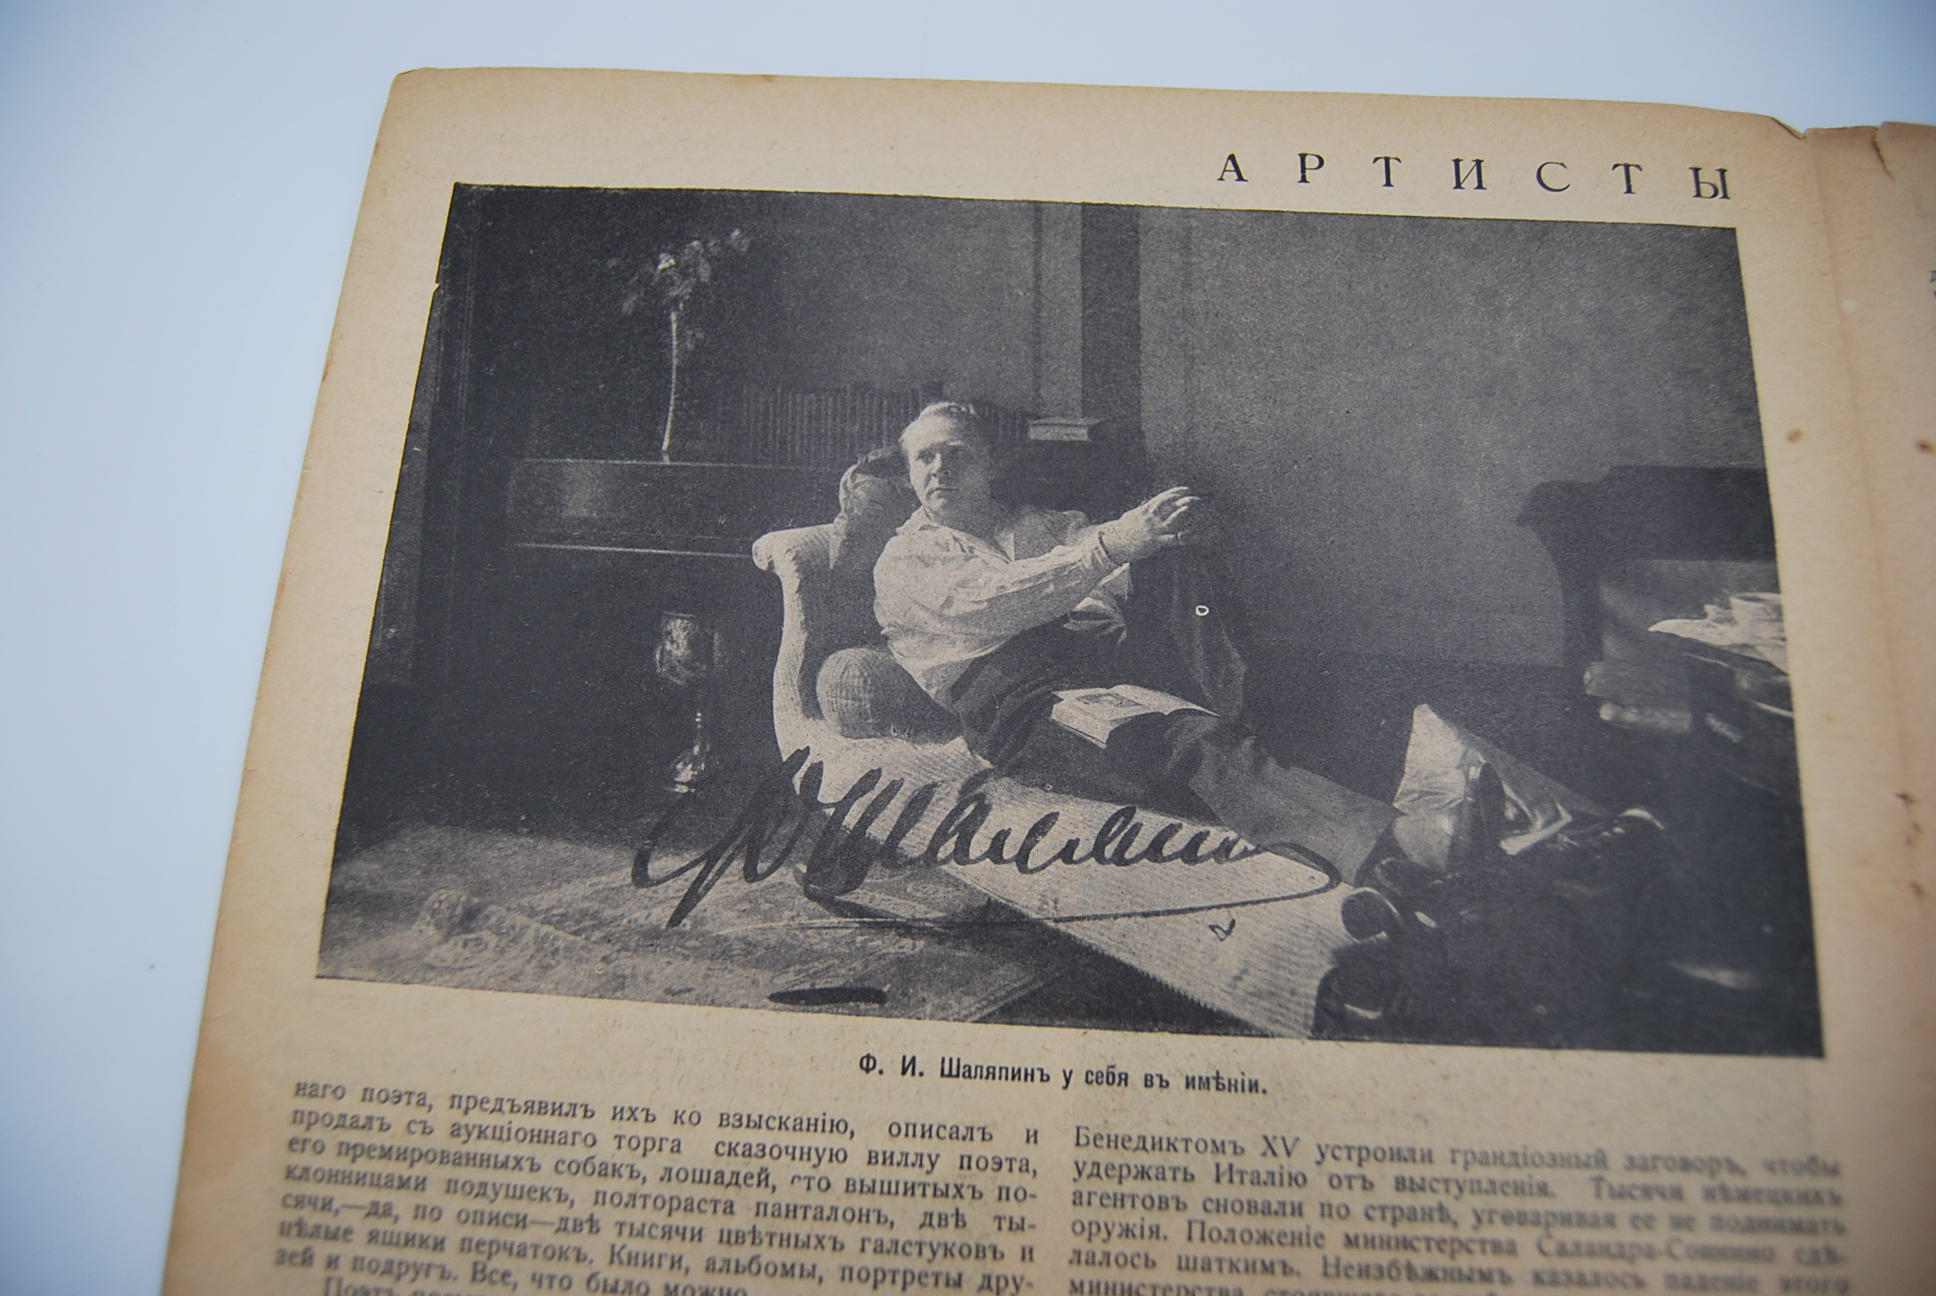 АРТИСТЫ
Ф Шаляпин
Ф. И. Шаляпинъ у себя въ имѣніи.
наго поэта, предъявилъ ихъ ко взысканію, описалъ и
продалъ съ аукціоннаго торга сказочную виллу поэта,
его премированныхъ собакъ, лошадей, сто вышитыхъ по-
клонницами подушекъ, полтораста панталонъ, двѣ ты-
сячи,—да, по описи—двѣ тысячи цвѣтныхъ галстуковъ и
цѣлые ящики перчатокъ. Книги, альбомы, портреты дру-
зей и подругъ. Все, что было можно
Бенедиктомъ XV устроили грандіозный заговоръ, чтобы
удержать Италію отъ выступленія. Тысячи нѣмецкихъ
агентовъ сновали по странѣ, уговаривая ее не поднимать
оружія. Положеніе министерства Саландра-Соннино сдѣ-
лалось шаткимъ. Неизбѣжнымъ казалось паденіе этого
министерства